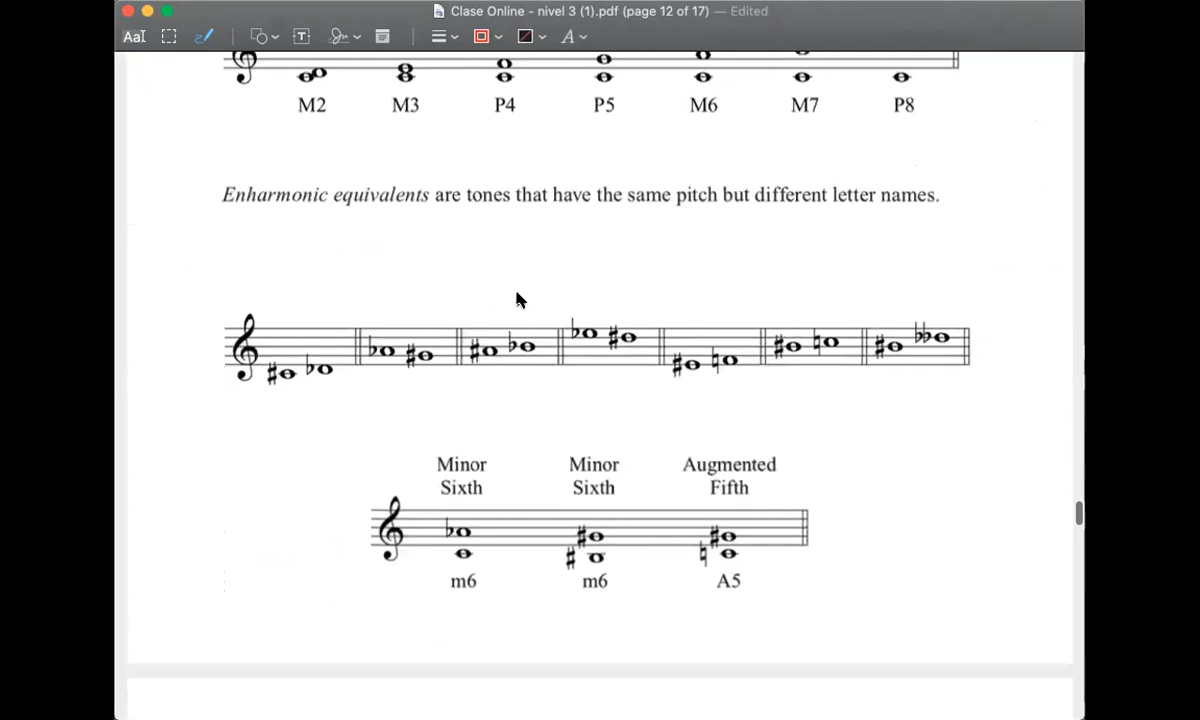 Clase Online - nivel 3 (1).pdf (page 12 of 17) — Edited
AaI T A
M2 M3 P4 P5 M6 M7 P8
Enharmonic equivalents are tones that have the same pitch but different letter names.
Minor Minor Augmented
Sixth Sixth Fifth
m6 m6 A5